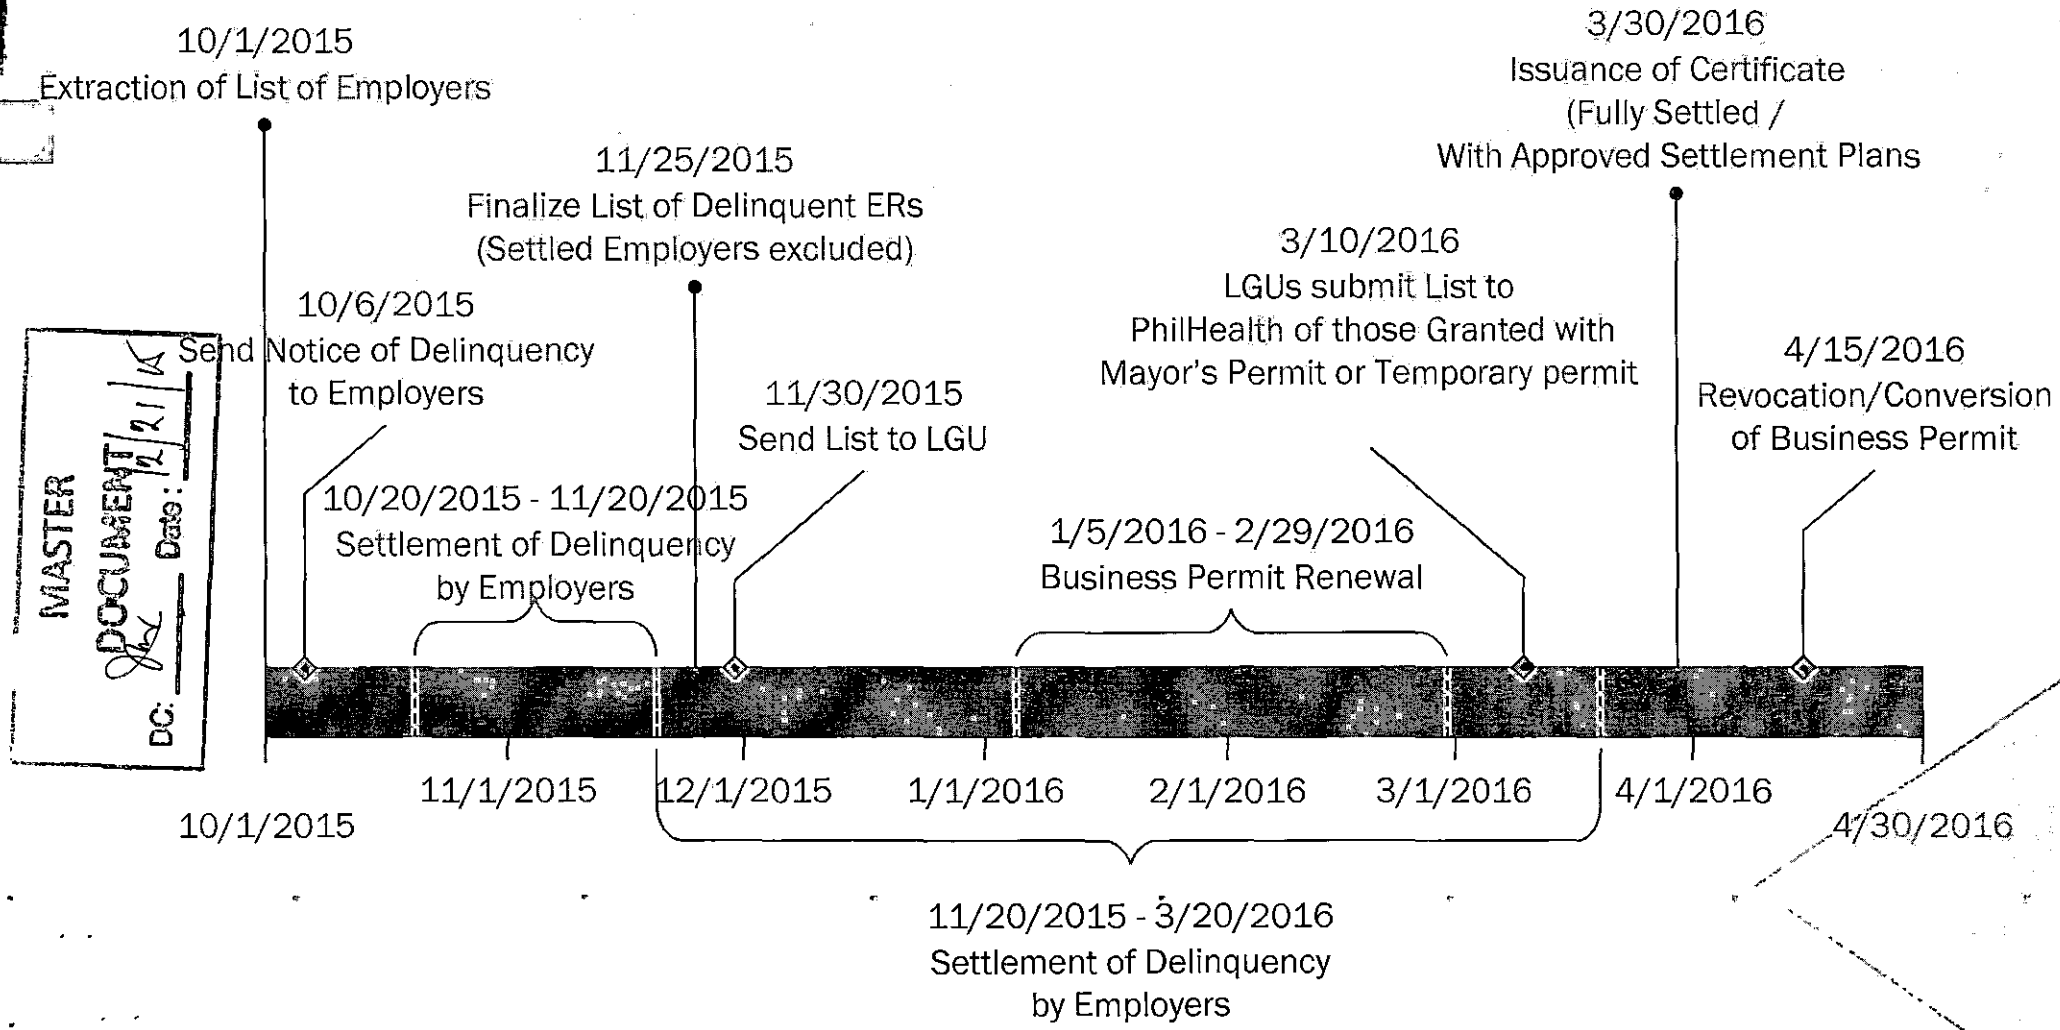 10/1/2015
Extraction of List of Employers
3/30/2016
Issuance of Certificate
(Fully Settled /
With Approved Settlement Plans
11/25/2015
Finalize List of Delinquent ERs
(Settled Employers excluded)
3/10/2016
LGUs submit List to
PhilHealth of those Granted with
Mayor's Permit or Temporary permit
10/6/2015
Send Notice of Delinquency
to Employers
4/15/2016
Revocation/Conversion
of Business Permit
11/30/2015
Send List to LGU
10/20/2015 - 11/20/2015
Settlement of Delinquency
by Employers
1/5/2016 - 2/29/2016
Business Permit Renewal
MASTER
DOCUMENT
DC: Date: 12/21/15
11/1/2015
12/1/2015
1/1/2016
2/1/2016
3/1/2016
4/1/2016
10/1/2015
4/30/2016
11/20/2015 - 3/20/2016
Settlement of Delinquency
by Employers